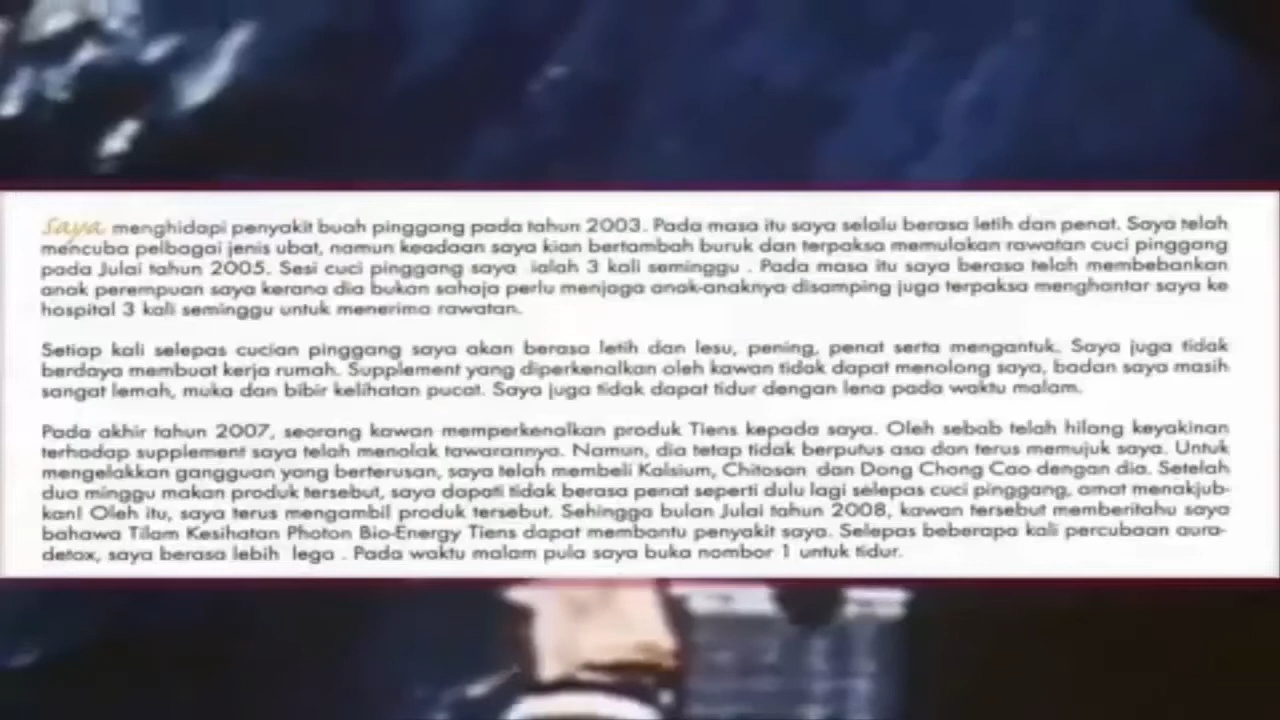 Saya menghidapi penyakit buah pinggang pada tahun 2003. Pada masa itu saya selalu berasa letih dan penat. Saya telah
mencuba pelbagai jenis ubat, namun keadaan saya kian bertambah buruk dan terpaksa memulakan rawatan cuci pinggang
pada Julai tahun 2005. Sesi cuci pinggang saya ialah 3 kali seminggu . Pada masa itu saya berasa telah membebankan
anak perempuan saya kerana dia bukan sahaja perlu menjaga anak-anaknya disamping juga terpaksa menghantar saya ke
hospital 3 kali seminggu untuk menerima rawatan.
Setiap kali selepas cucian pinggang saya akan berasa letih dan lesu, pening, penat serta mengantuk. Saya juga tidak
berdaya membuat kerja rumah. Supplement yang diperkenalkan oleh kawan tidak dapat menolong saya, badan saya masih
sangat lemah, muka dan bibir kelihatan pucat. Saya juga tidak dapat tidur dengan lena pada waktu malam.
Pada akhir tahun 2007, seorang kawan memperkenalkan produk Tiens kepada saya. Oleh sebab telah hilang keyakinan
terhadap supplement saya telah menolak tawarannya. Namun, dia tetap tidak berputus asa dan terus memujuk saya. Untuk
mengelakkan gangguan yang berterusan, saya telah membeli Kalsium, Chitosan dan Dong Chong Cao dengan dia. Setelah
dua minggu makan produk tersebut, saya dapati tidak berasa penat seperti dulu lagi selepas cuci pinggang, amat menakjub-
kan! Oleh itu, saya terus mengambil produk tersebut. Sehingga bulan Julai tahun 2008, kawan tersebut memberitahu saya
bahawa Tilam Kesihatan Photon Bio-Energy Tiens dapat membantu penyakit saya. Selepas beberapa kali percubaan aura-
detox, saya berasa lebih lega . Pada waktu malam pula saya buka nombor 1 untuk tidur.